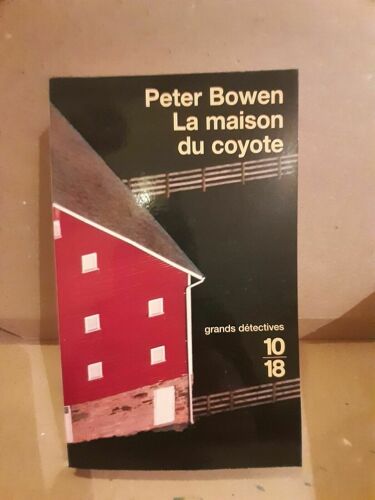 Peter Bowen
La maison
du coyote
grands détectives
10
18